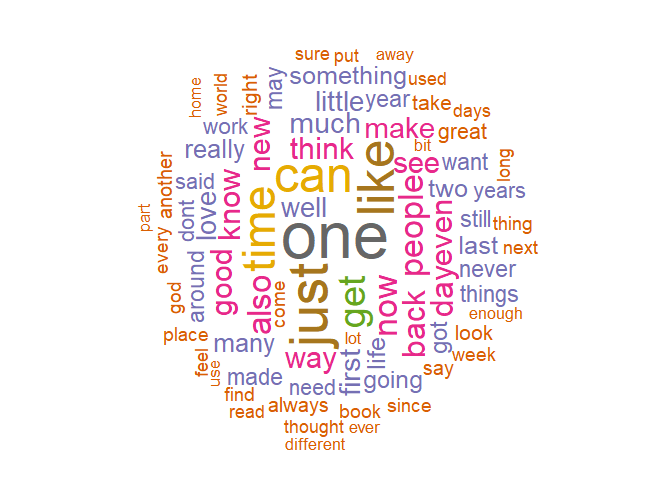 sure put away
something used
home world right may
little year take days
work new much make great
bit
really think see want long
can like
said know well people two years
every another dont love time
part
one
still thing
good day even last next
around also just get now back never
god come things
place many way lot got enough
first life look
feel use made need going say week
find
read always book since
thought ever
different